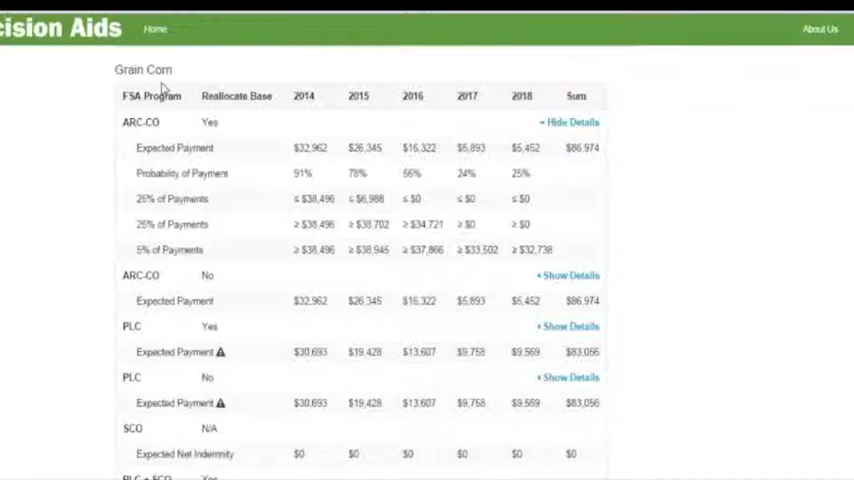 cision Aids Home About Us
Grain Corn
FSA Program Reallocate Base 2014 2015 2016 2017 2018 Sum
ARC-CO Yes Hide Details
Expected Payment $32,962 $26,345 $16,322 $5,893 $5,452 $86,974
Probability of Payment 91% 78% 56% 24% 25%
25% of Payments ≤ $38,496 ≤ $6,988 ≤ $0 ≤ $0 ≤ $0
25% of Payments ≥ $38,496 ≥ $38,702 ≥ $34,721 ≥ $0 ≥ $0
5% of Payments ≥ $38,496 ≥ $38,945 ≥ $37,866 ≥ $33,502 ≥ $32,738
ARC-CO No Show Details
Expected Payment $32,962 $26,345 $16,322 $5,893 $5,452 $86,974
PLC Yes Show Details
Expected Payment $30,693 $19,428 $13,607 $9,758 $9,569 $83,056
PLC No Show Details
Expected Payment $30,693 $19,428 $13,607 $9,758 $9,569 $83,056
SCO N/A
Expected Net Indemnity $0 $0 $0 $0 $0 $0
PLC + SCO Yes